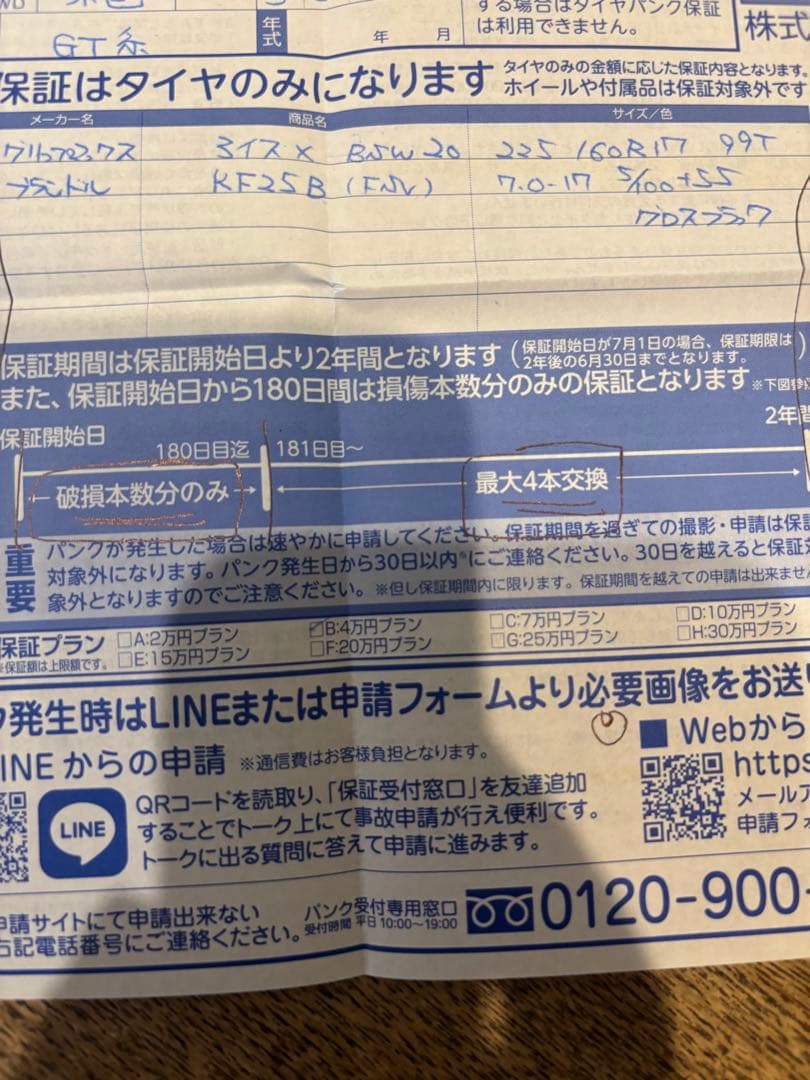 する場合はタイヤパンク保証
は利用できません。
株式
GT系
年式
年 月
保証はタイヤのみになります
タイヤのみの金額に応じた保証内容となります。
ホイールや付属品は保証対象外です
メーカー名 商品名 サイズ/色
BSW 20 225 160R17 99T
KF25B 7.0-17 5/100+55
グロスブラック
保証期間は保証開始日より2年間となります(保証開始日が7月1日の場合、保証期限は
2年後の6月30日までとなります。)
また、保証開始日から180日間は損傷本数分のみの保証となります
保証開始日
2年間
180日目迄 181日目〜
破損本数分のみ 最大4本交換
重要
パンクが発生した場合は速やかに申請してください。保証期間を過ぎての撮影・申請は保証
対象外になります。パンク発生日から30日以内*にご連絡ください。30日を越えると保証対
象外となりますのでご注意ください。※但し保証期間内に限ります。保証期間を越えての申請は出来ません
保証プラン
※保証額は上限額です。
□A:2万円プラン ☑B:4万円プラン □C:7万円プラン □D:10万円プラン
□E:15万円プラン □F:20万円プラン □G:25万円プラン □H:30万円プラン
ク発生時はLINEまたは申請フォームより必要画像をお送り
INEからの申請 ※通信費はお客様負担となります。
LINE
QRコードを読取り、「保証受付窓口」を友達追加
することでトーク上にて事故申請が行え便利です。
トークに出る質問に答えて申請に進みます。
■ Webから
https
メールア
申請フォ
申請サイトにて申請出来ない
右記電話番号にご連絡ください。
パンク受付専用窓口
受付時間 平日10:00〜19:00
0120-900-